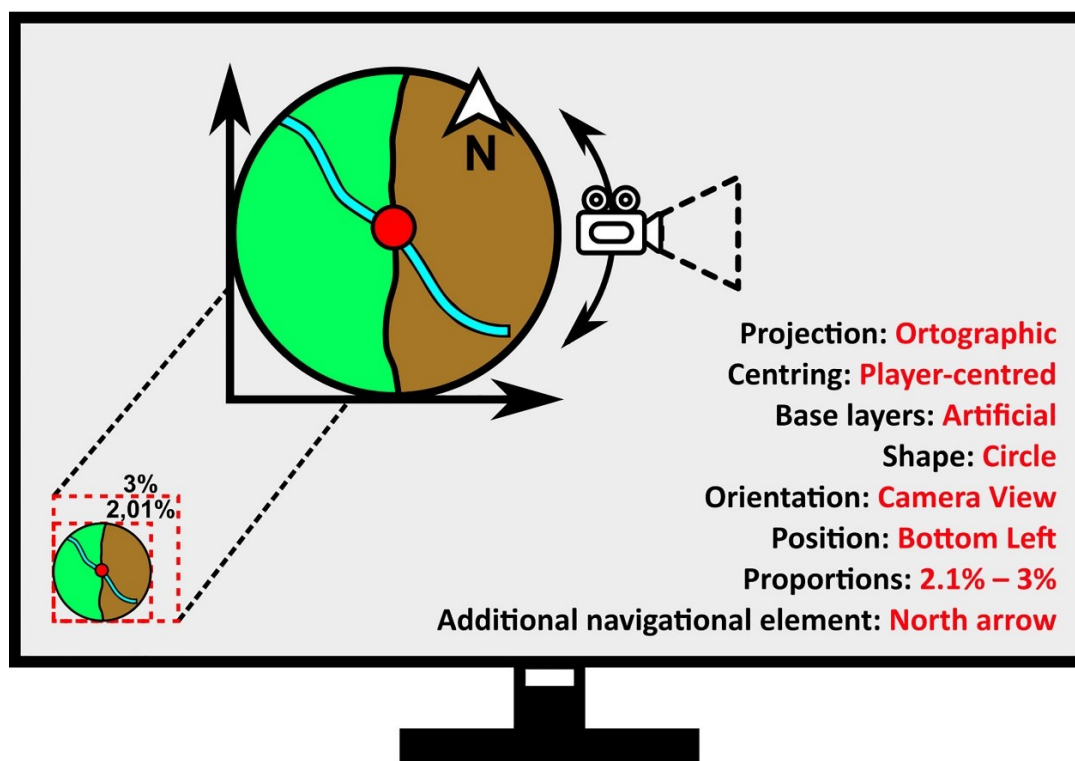 N
Projection: Ortographic
Centring: Player-centred
Base layers: Artificial
Shape: Circle
Orientation: Camera View
Position: Bottom Left
Proportions: 2.1% – 3%
Additional navigational element: North arrow
3%
2,01%